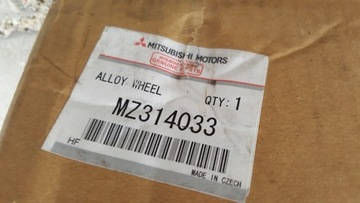 MITSUBISHI MOTORS
GENUINE PARTS
ALLOY WHEEL
QTY: 1
MZ314033
HF
MADE IN CZECH